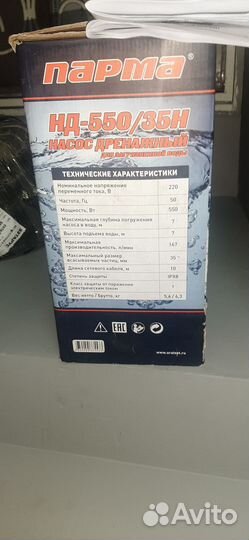 ПАРМА
НД-550/35Н
НАСОС ДРЕНАЖНЫЙ
для загрязненной воды
ТЕХНИЧЕСКИЕ ХАРАКТЕРИСТИКИ
Номинальное напряжение переменного тока, В 220
Частота, Гц 50
Мощность, Вт 550
Максимальная глубина погружения насоса в воду, м 7
Высота подъема воды, м 7
Максимальная производительность, л/мин 167
Максимальный размер всасываемых частиц, мм 35
Длина сетевого кабеля, м 10
Степень защиты IPX8
Класс защиты от поражения электрическим током I
Вес нетто / брутто, кг 5,6 / 6,3
EAC
www.uralopt.ru
Avito